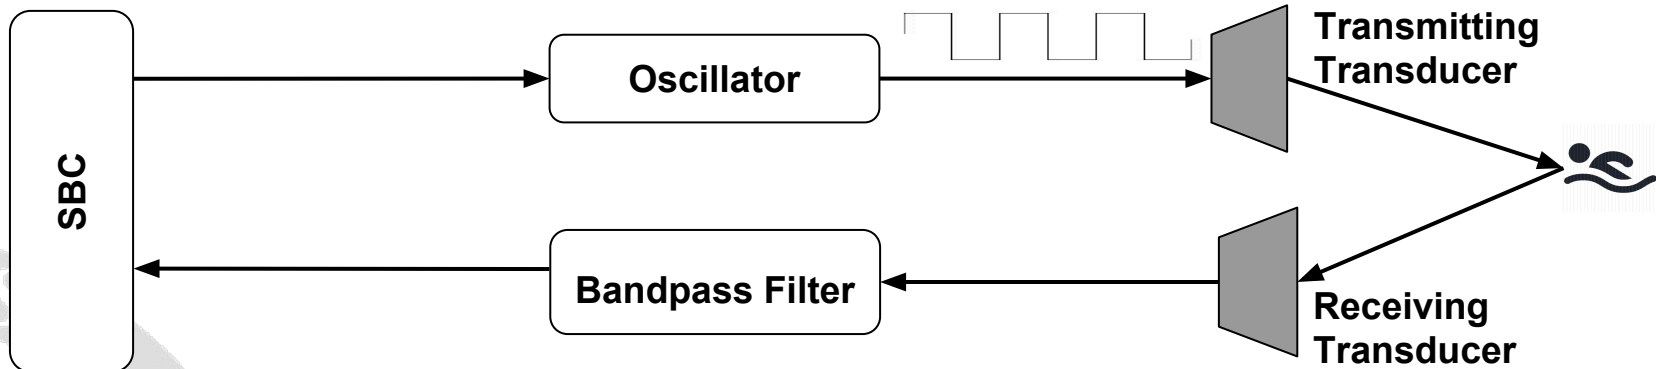 Transmitting
Transducer
Oscillator
SBC
Bandpass Filter
Receiving
Transducer